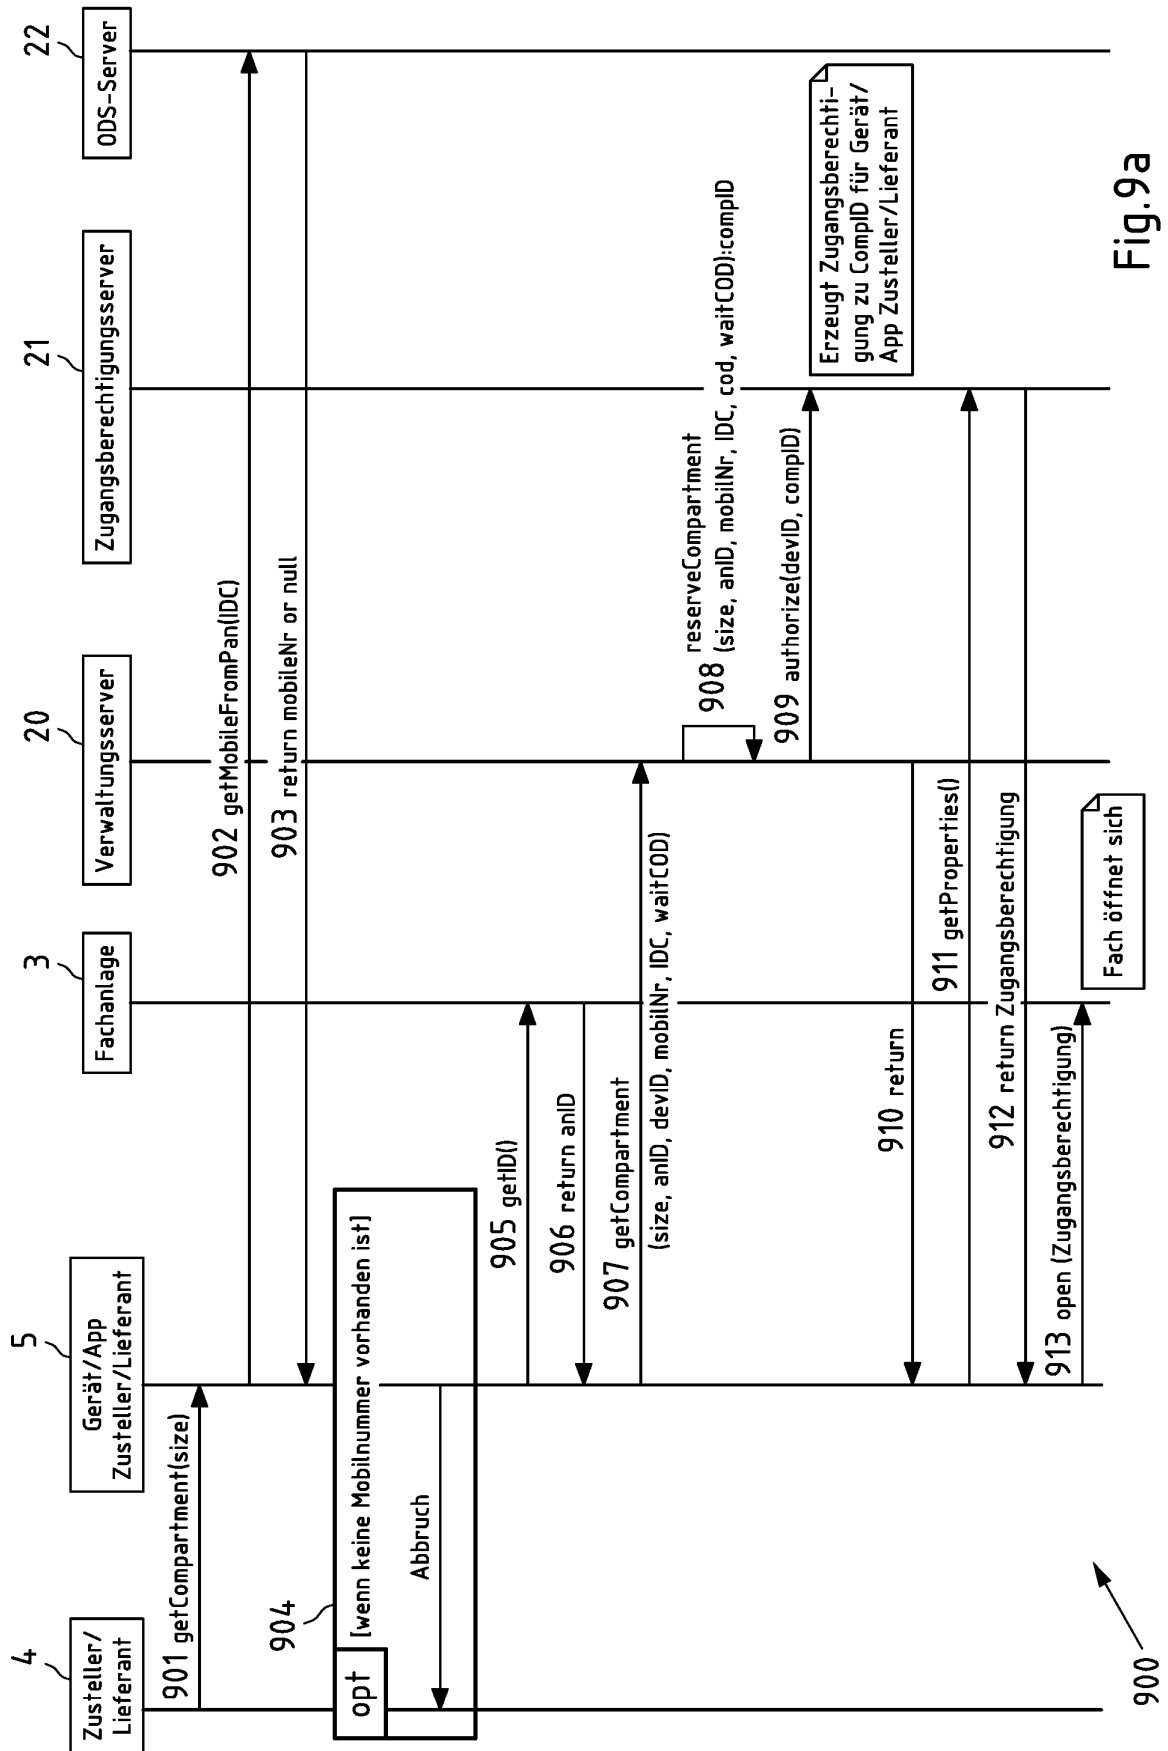 4
Zusteller/
Lieferant
5
Gerät/App
Zusteller/Lieferant
3
Fachanlage
20
Verwaltungsserver
21
Zugangsberechtigungsserver
22
ODS-Server
901 getCompartment(size)
902 getMobileFromPan(IDC)
903 return mobileNr or null
904
opt
[wenn keine Mobilnummer vorhanden ist]
Abbruch
905 getID()
906 return anID
907 getCompartment
(size, anID, devID, mobilNr, IDC, waitCOD)
908 reserveCompartment
(size, anID, mobilNr, IDC, cod, waitCOD):compID
909 authorize(devID, compID)
Erzeugt Zugangsberechti-
gung zu CompID für Gerät/
App Zusteller/Lieferant
910 return
911 getProperties()
912 return Zugangsberechtigung
913 open (Zugangsberechtigung)
Fach öffnet sich
900
Fig.9a